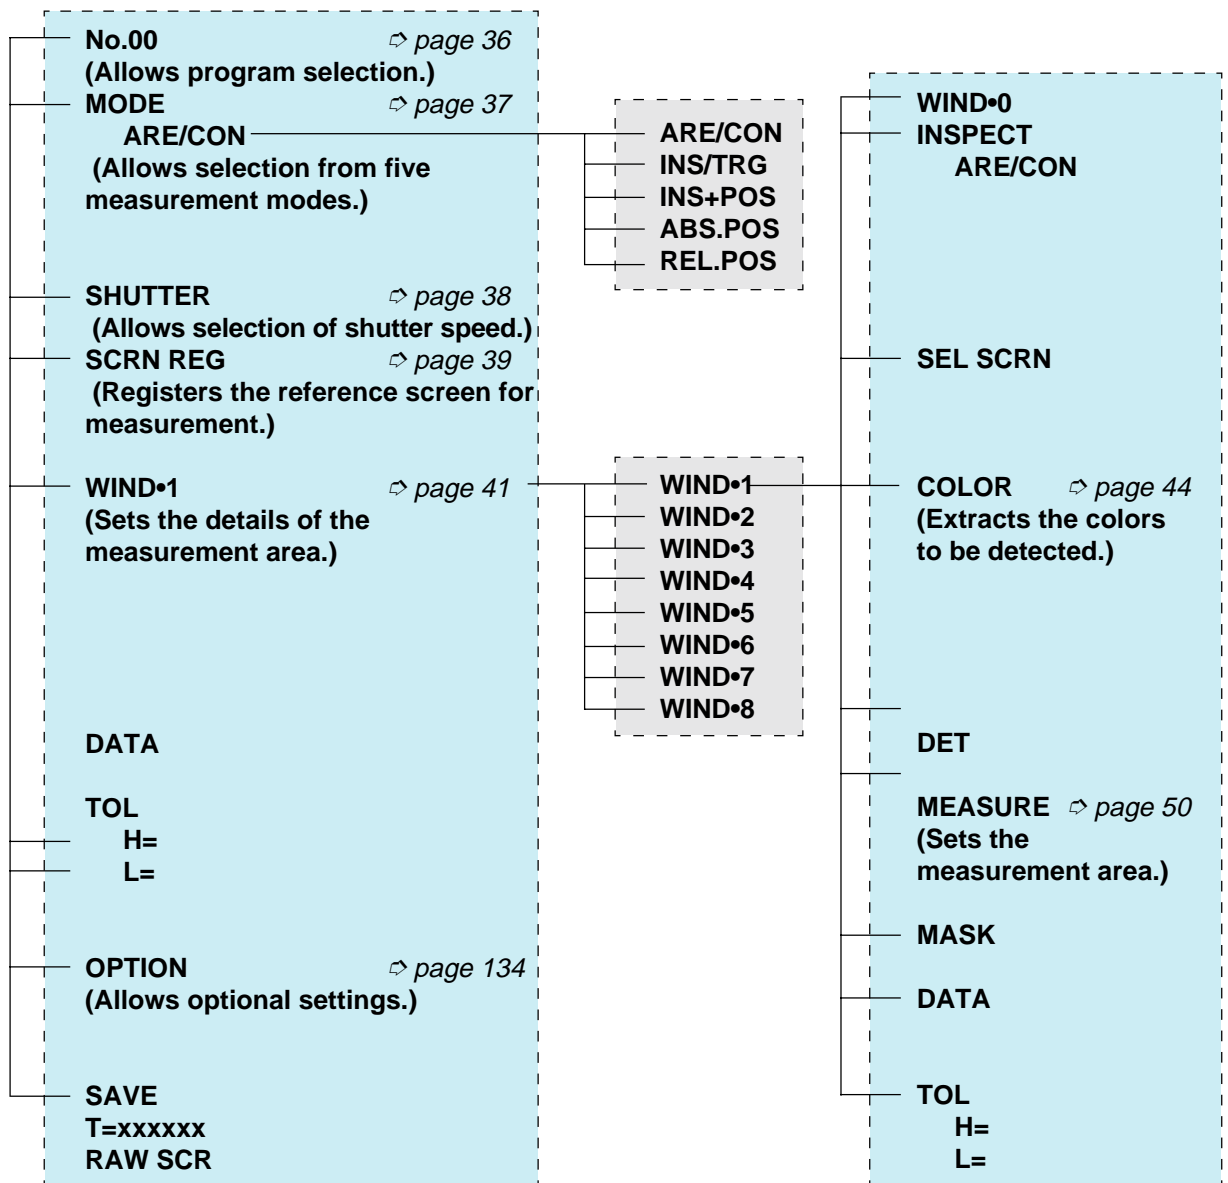 No.00 ➩ page 36
(Allows program selection.)
MODE ➩ page 37
ARE/CON
(Allows selection from five
measurement modes.)
SHUTTER ➩ page 38
(Allows selection of shutter speed.)
SCRN REG ➩ page 39
(Registers the reference screen for
measurement.)
WIND•1 ➩ page 41
(Sets the details of the
measurement area.)
DATA
TOL
H=
L=
OPTION ➩ page 134
(Allows optional settings.)
SAVE
T=xxxxxx
RAW SCR
ARE/CON
INS/TRG
INS+POS
ABS.POS
REL.POS
WIND•1
WIND•2
WIND•3
WIND•4
WIND•5
WIND•6
WIND•7
WIND•8
WIND•0
INSPECT
ARE/CON
SEL SCRN
COLOR ➩ page 44
(Extracts the colors
to be detected.)
DET
MEASURE ➩ page 50
(Sets the
measurement area.)
MASK
DATA
TOL
H=
L=